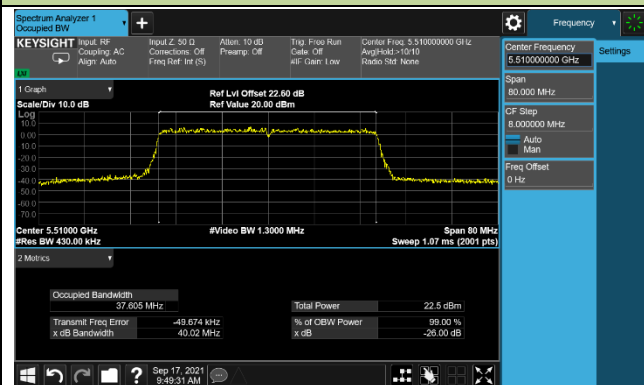 Spectrum Analyzer 1
Occupied BW
+
Frequency
KEYSIGHT
Input: RF
Coupling: AC
Align: Auto
Input Z: 50 Ω
Corrections: Off
Freq Ref: Int (S)
Atten: 10 dB
Preamp: Off
Trig: Free Run
Gate: Off
#IF Gain: Low
Center Freq: 5.510000000 GHz
Avg|Hold:>10/10
Radio Std: None
LXI
Center Frequency
5.510000000 GHz
Settings
Span
80.000 MHz
CF Step
8.000000 MHz
Auto
Man
Freq Offset
0 Hz
1 Graph
Scale/Div 10.0 dB
Ref Lvl Offset 22.60 dB
Ref Value 20.00 dBm
Log
10.0
0.00
-10.0
-20.0
-30.0
-40.0
-50.0
-60.0
-70.0
Center 5.51000 GHz
#Res BW 430.00 kHz
#Video BW 1.3000 MHz
Span 80 MHz
Sweep 1.07 ms (2001 pts)
2 Metrics
Occupied Bandwidth
37.605 MHz
Total Power 22.5 dBm
Transmit Freq Error -49.674 kHz
% of OBW Power 99.00 %
x dB Bandwidth 40.02 MHz
x dB -26.00 dB
?
Sep 17, 2021
9:49:31 AM